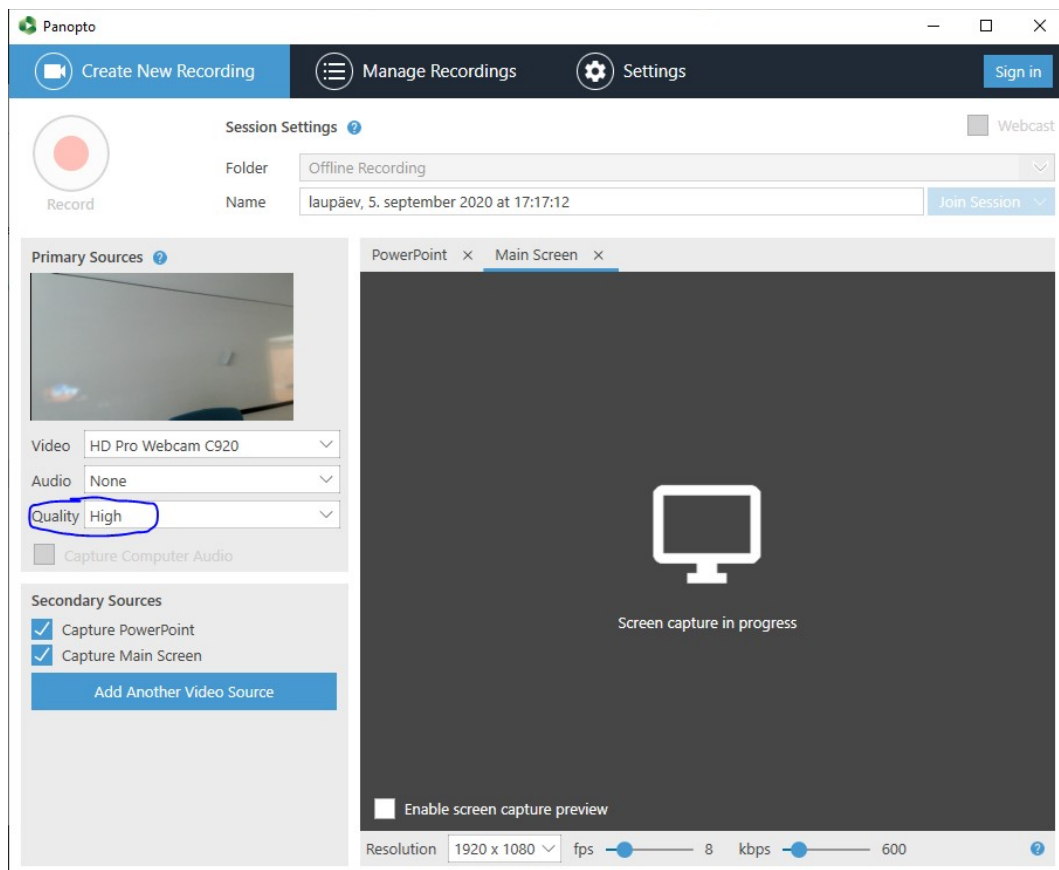 Panopto
Create New Recording
Manage Recordings
Settings
Sign in
Session Settings ?
Webcast
Folder
Offline Recording
Record
Name
laupäev, 5. september 2020 at 17:17:12
Join Session
Primary Sources ?
PowerPoint ×
Main Screen ×
Video
HD Pro Webcam C920
Audio
None
Quality
High
Capture Computer Audio
Secondary Sources
Capture PowerPoint
Capture Main Screen
Add Another Video Source
Screen capture in progress
Enable screen capture preview
Resolution 1920 x 1080 fps 8 kbps 600 ?